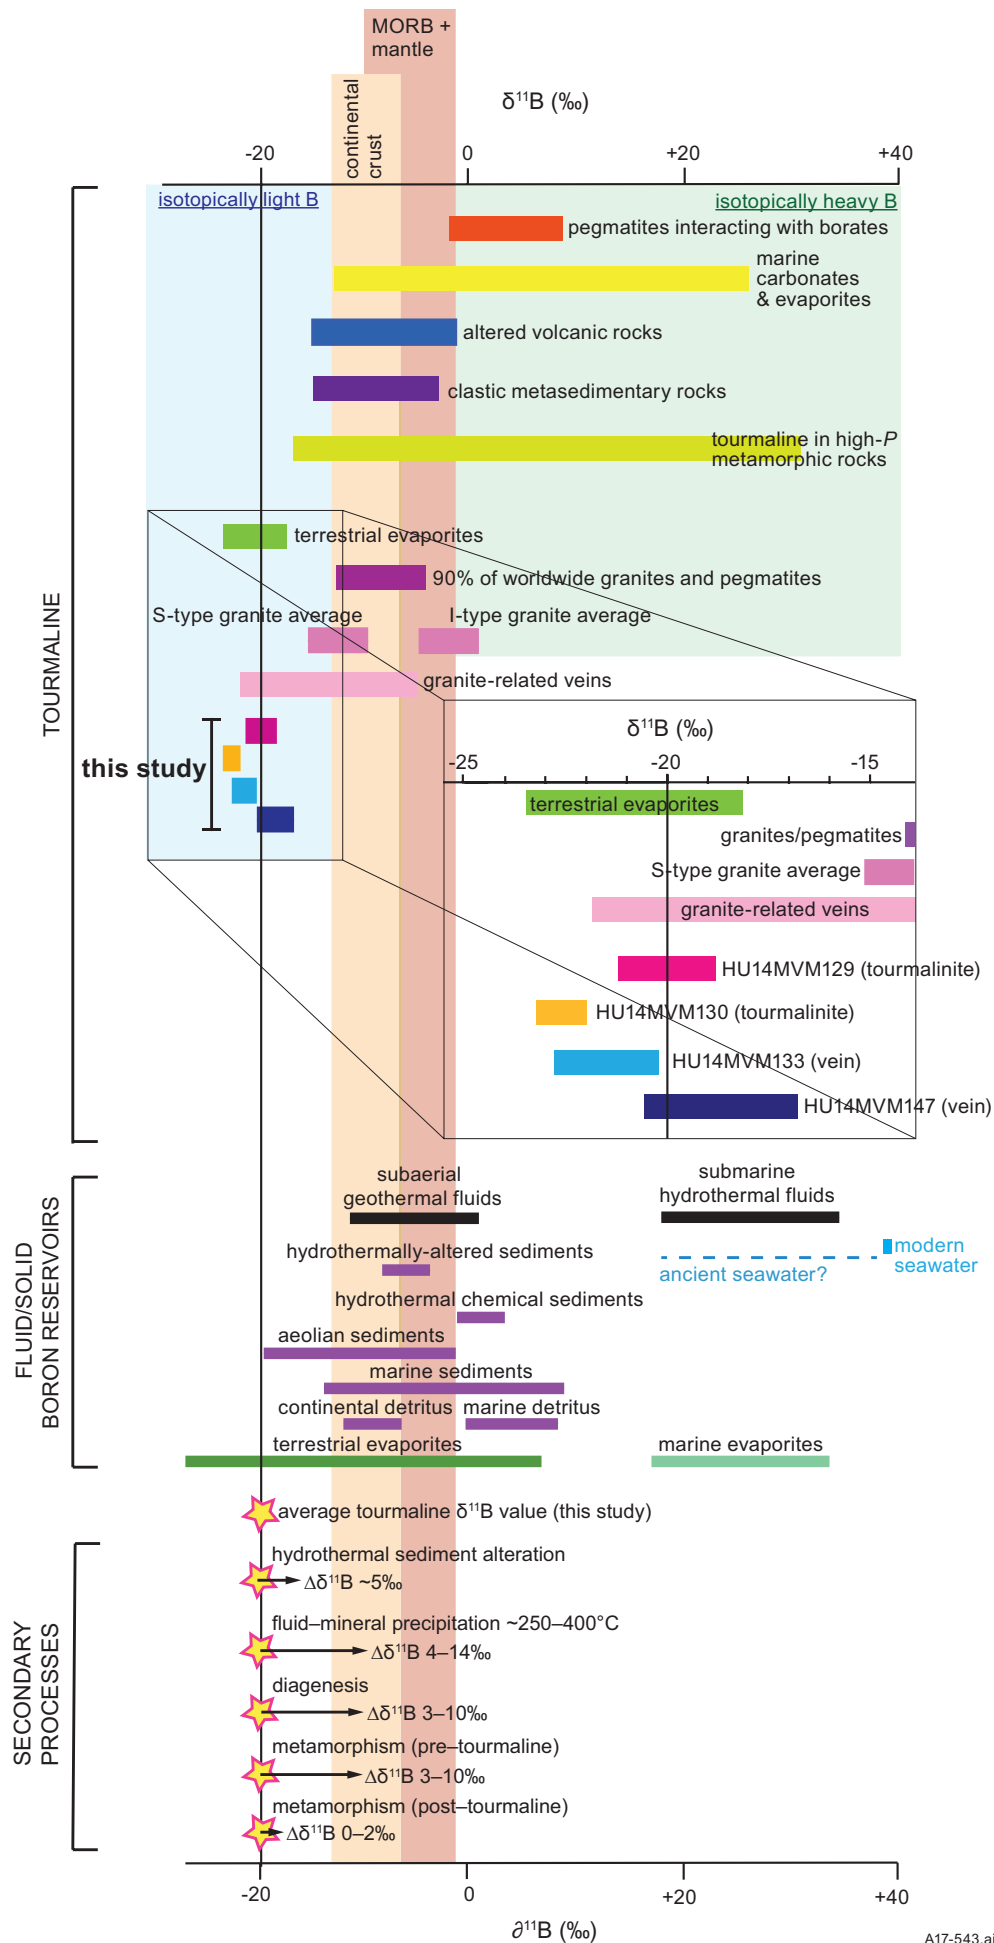 MORB +
mantle
continental
crust
δ¹¹B (‰)
-20
0
+20
+40
isotopically light B
isotopically heavy B
pegmatites interacting with borates
marine
carbonates
& evaporites
altered volcanic rocks
clastic metasedimentary rocks
tourmaline in high-P
metamorphic rocks
TOURMALINE
terrestrial evaporites
90% of worldwide granites and pegmatites
S-type granite average
I-type granite average
granite-related veins
this study
δ¹¹B (‰)
-25
-20
-15
terrestrial evaporites
granites/pegmatites
S-type granite average
granite-related veins
HU14MVM129 (tourmalinite)
HU14MVM130 (tourmalinite)
HU14MVM133 (vein)
HU14MVM147 (vein)
FLUID/SOLID
BORON RESERVOIRS
subaerial
geothermal fluids
submarine
hydrothermal fluids
modern
seawater
ancient seawater?
hydrothermally-altered sediments
hydrothermal chemical sediments
aeolian sediments
marine sediments
continental detritus
marine detritus
terrestrial evaporites
marine evaporites
average tourmaline δ¹¹B value (this study)
SECONDARY
PROCESSES
hydrothermal sediment alteration
Δδ¹¹B ~5‰
fluid–mineral precipitation ~250–400°C
Δδ¹¹B 4–14‰
diagenesis
Δδ¹¹B 3–10‰
metamorphism (pre–tourmaline)
Δδ¹¹B 3–10‰
metamorphism (post–tourmaline)
Δδ¹¹B 0–2‰
-20
0
+20
+40
∂¹¹B (‰)
A17-543.ai